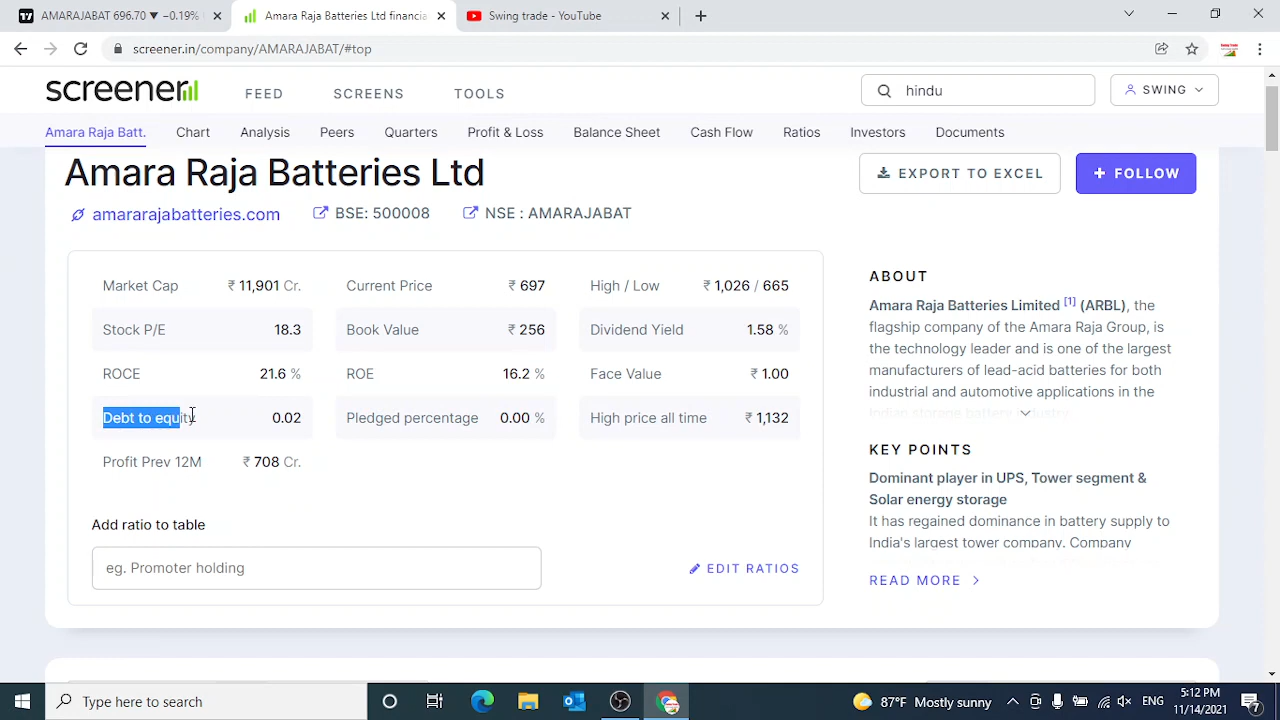 AMARARAJABAT 696.70 ▼ −0.19%
Amara Raja Batteries Ltd financia
Swing trade - YouTube
screener.in/company/AMARAJABAT/#top
screener
FEED
SCREENS
TOOLS
hindu
SWING
Amara Raja Batt.
Chart
Analysis
Peers
Quarters
Profit & Loss
Balance Sheet
Cash Flow
Ratios
Investors
Documents
Amara Raja Batteries Ltd
EXPORT TO EXCEL
+ FOLLOW
amararajabatteries.com
BSE: 500008
NSE : AMARAJABAT
Market Cap ₹ 11,901 Cr.
Current Price ₹ 697
High / Low ₹ 1,026 / 665
Stock P/E 18.3
Book Value ₹ 256
Dividend Yield 1.58 %
ROCE 21.6 %
ROE 16.2 %
Face Value ₹ 1.00
Debt to equity 0.02
Pledged percentage 0.00 %
High price all time ₹ 1,132
Profit Prev 12M ₹ 708 Cr.
Add ratio to table
eg. Promoter holding
EDIT RATIOS
ABOUT
Amara Raja Batteries Limited [1] (ARBL), the
flagship company of the Amara Raja Group, is
the technology leader and is one of the largest
manufacturers of lead-acid batteries for both
industrial and automotive applications in the
Indian storage battery industry.
KEY POINTS
Dominant player in UPS, Tower segment &
Solar energy storage
It has regained dominance in battery supply to
India's largest tower company. Company
READ MORE
Type here to search
87°F Mostly sunny
ENG
5:12 PM
11/14/2021
7